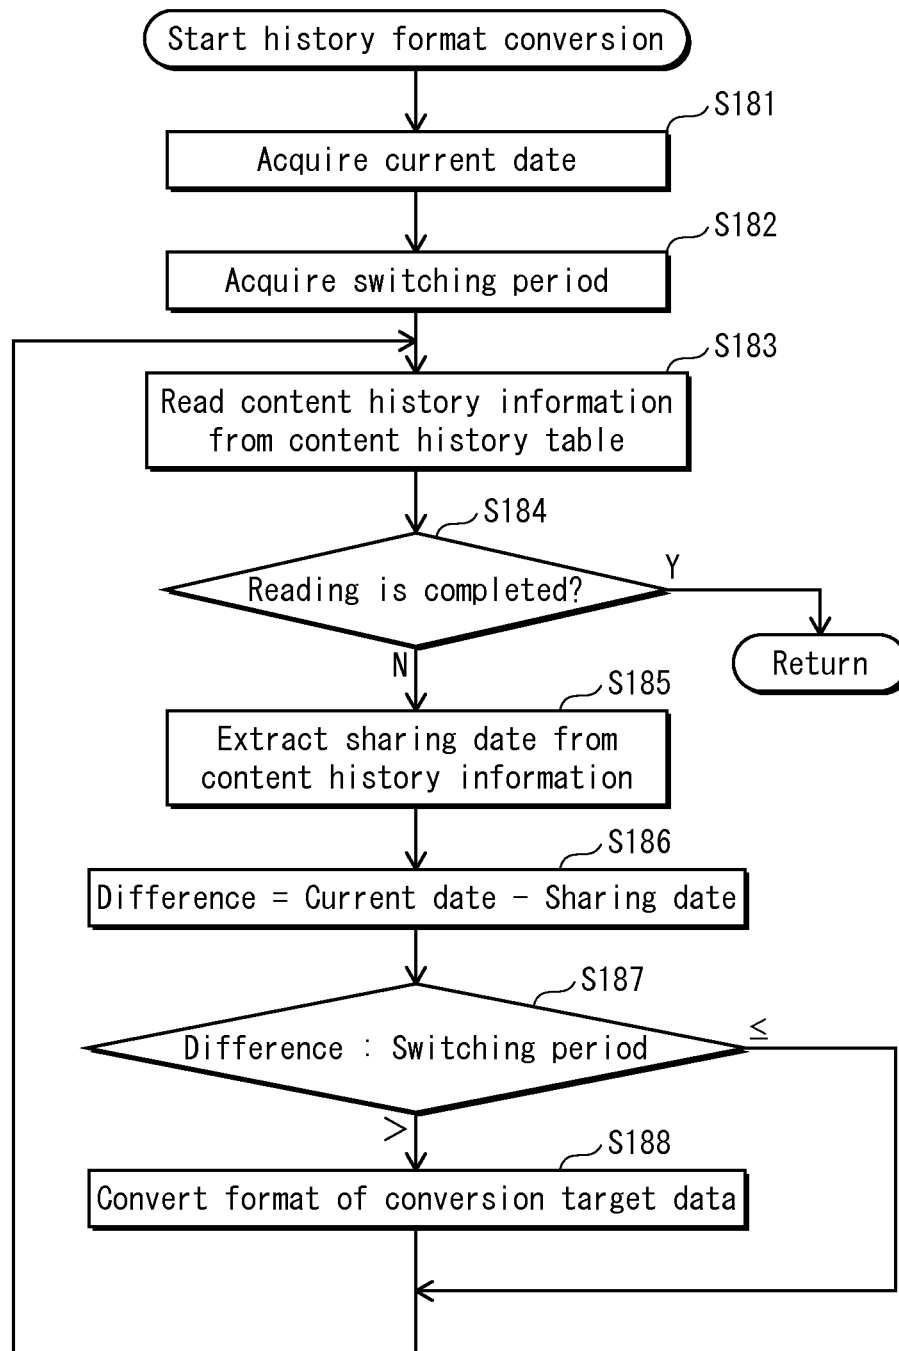 Start history format conversion
S181
Acquire current date
S182
Acquire switching period
S183
Read content history information
from content history table
S184
Reading is completed?
Y
Return
N
S185
Extract sharing date from
content history information
S186
Difference = Current date - Sharing date
S187
Difference : Switching period
≤
>
S188
Convert format of conversion target data